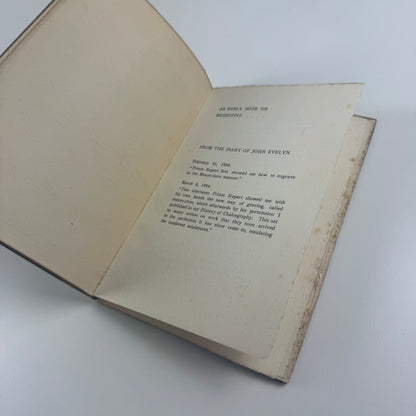 AN EARLY NOTE ON
MEZZOTINT . . . .
FROM THE DIARY OF JOHN EVELYN.
February 21, 1654.
"Prince Rupert first showed me how to engrave
in the Mezzo-tinto manner."
March 6, 1654.
"This afternoon Prince Rupert showed me with
his own hands the new way of graving, called
mezzo-tinto, which afterwards by his permission I
published in my History of Chalcography. This set
so many artists on work that they soon arrived
to the perfection it has since come to, emulating
the tenderest miniatures."